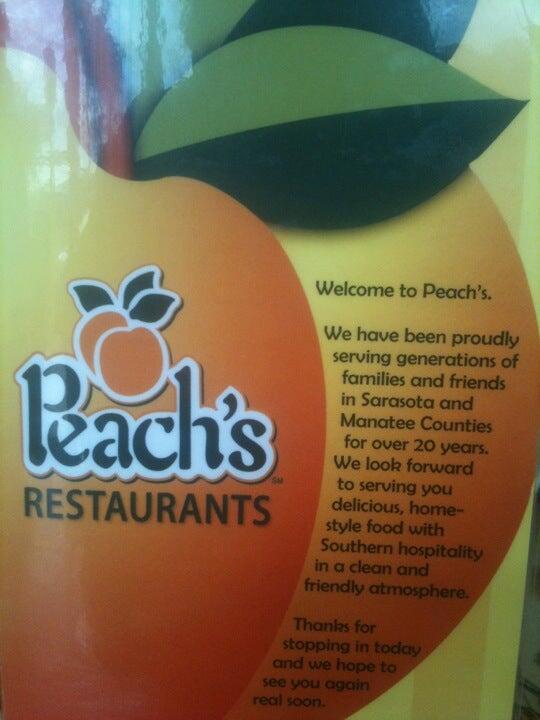 Peach's SM
RESTAURANTS
Welcome to Peach's.
We have been proudly
serving generations of
families and friends
in Sarasota and
Manatee Counties
for over 20 years.
We look forward
to serving you
delicious, home-
style food with
Southern hospitality
in a clean and
friendly atmosphere.
Thanks for
stopping in today
and we hope to
see you again
real soon.